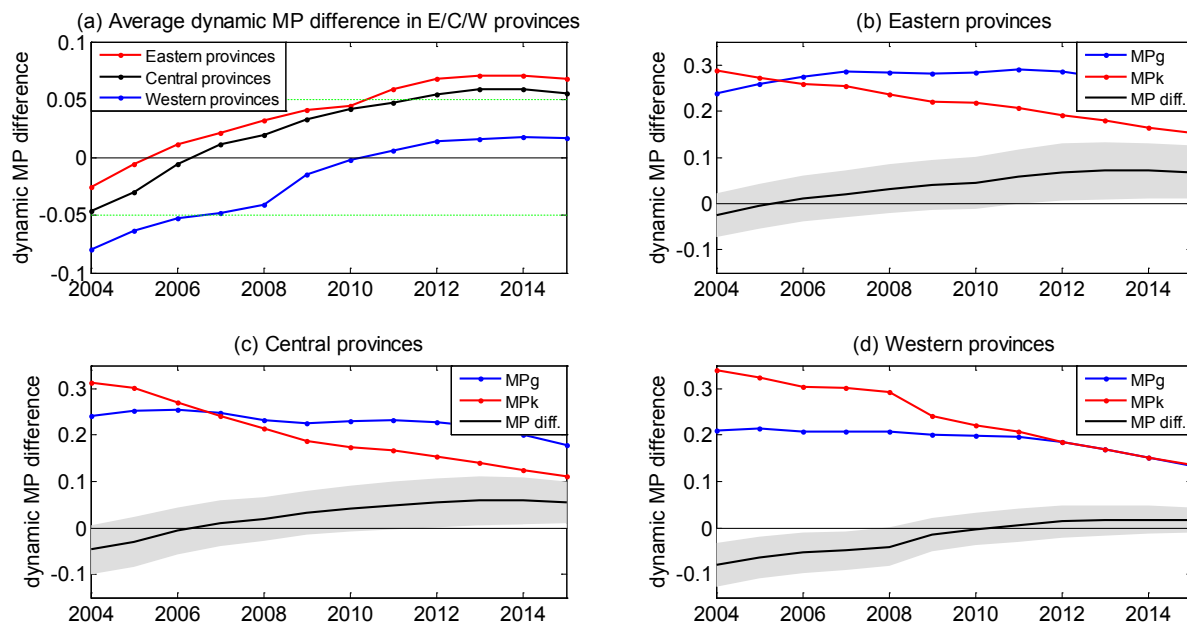 (a) Average dynamic MP difference in E/C/W provinces
dynamic MP difference
0.1
0.05
0
-0.05
-0.1
Eastern provinces
Central provinces
Western provinces
2004 2006 2008 2010 2012 2014
(b) Eastern provinces
dynamic MP difference
0.3
0.2
0.1
0
-0.1
MPg
MPk
MP diff.
2004 2006 2008 2010 2012 2014
(c) Central provinces
dynamic MP difference
0.3
0.2
0.1
0
-0.1
MPg
MPk
MP diff.
2004 2006 2008 2010 2012 2014
(d) Western provinces
dynamic MP difference
0.3
0.2
0.1
0
-0.1
MPg
MPk
MP diff.
2004 2006 2008 2010 2012 2014